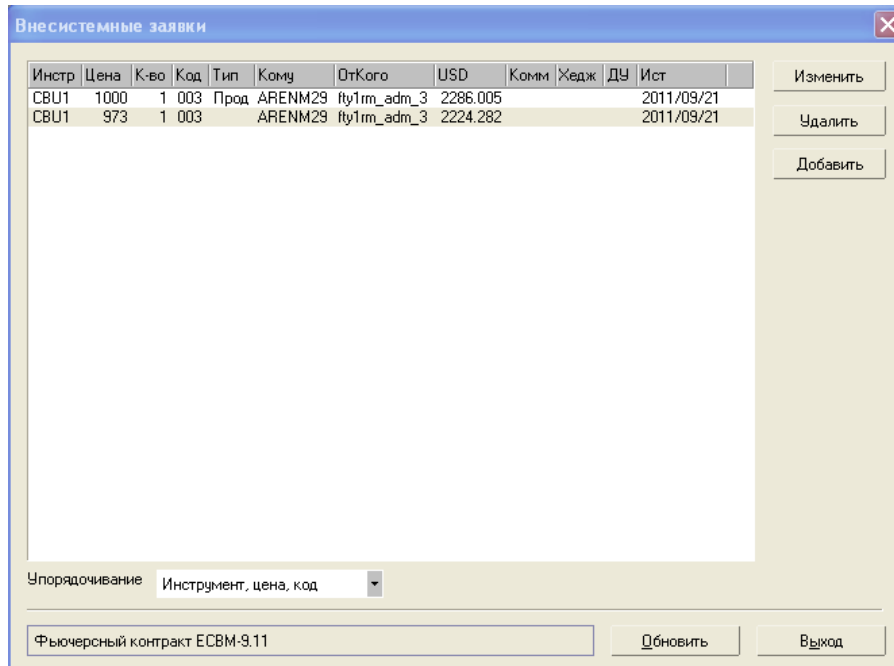 Внесистемные заявки
Инстр Цена К-во Код Тип Кому ОтКого USD Комм Хедж ДУ Ист
CBU1 1000 1 003 Прод ARENM29 fty1rm_adm_3 2286.005 2011/09/21
CBU1 973 1 003 ARENM29 fty1rm_adm_3 2224.282 2011/09/21
Изменить
Удалить
Добавить
Упорядочивание Инструмент, цена, код
Фьючерсный контракт ECBM-9.11 Обновить Выход